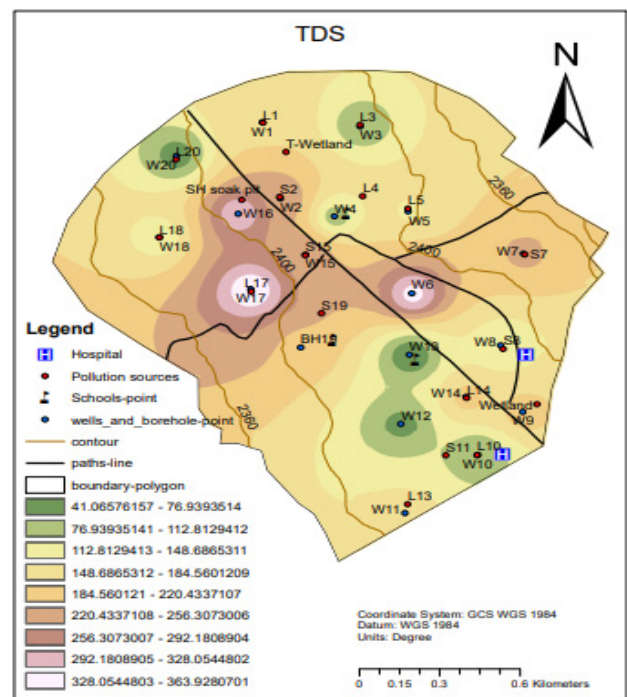 TDS
N
L1
W1
L3
W3
T-Wetland
L20
W20
SH soak pit
S2
W2
L4
W4
L5
W5
W16
L18
W18
2360
2400
S15
W15
2400
W7 S7
L17
W17
W6
S19
W8 S8
W14 L14
Wetland
W9
W12
2360
S11
L10
W10
L13
W11
Legend
H Hospital
Pollution sources
Schools-point
wells_and_borehole-point
contour
paths-line
boundary-polygon
41.06576157 - 76.9393514
76.93935141 - 112.8129412
112.8129413 - 148.6865311
148.6865312 - 184.5601209
184.560121 - 220.4337107
220.4337108 - 256.3073006
256.3073007 - 292.1808904
292.1808905 - 328.0544802
328.0544803 - 363.9280701
Coordinate System: GCS WGS 1984
Datum: WGS 1984
Units: Degree
0 0.15 0.3 0.6 Kilometers